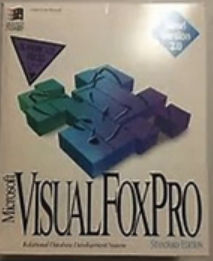 New!
Version
3.0
Microsoft
VISUAL FOXPRO
Relational Database Development System
STANDARD EDITION